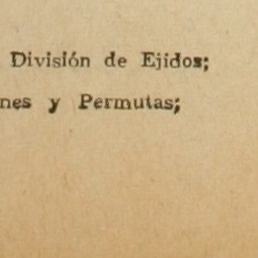 División de Ejidos;
nes y Permutas;